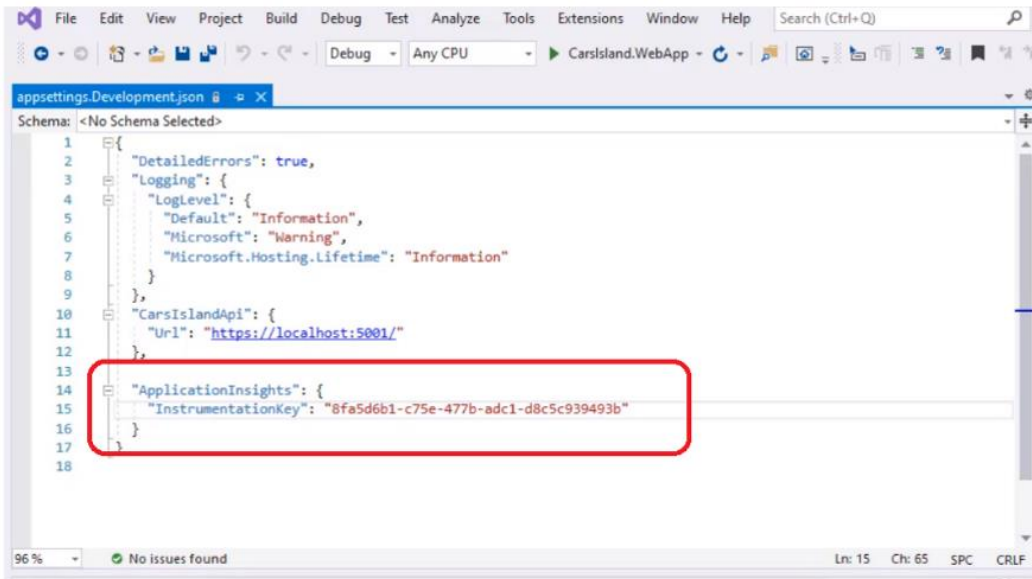 File Edit View Project Build Debug Test Analyze Tools Extensions Window Help Search (Ctrl+Q)
Debug Any CPU CarsIsland.WebApp
appsettings.Development.json
Schema: <No Schema Selected>
1 {
2 "DetailedErrors": true,
3 "Logging": {
4 "LogLevel": {
5 "Default": "Information",
6 "Microsoft": "Warning",
7 "Microsoft.Hosting.Lifetime": "Information"
8 }
9 },
10 "CarsIslandApi": {
11 "Url": "https://localhost:5001/"
12 },
13
14 "ApplicationInsights": {
15 "InstrumentationKey": "8fa5d6b1-c75e-477b-adc1-d8c5c939493b"
16 }
17 }
18
96 % No issues found Ln: 15 Ch: 65 SPC CRLF